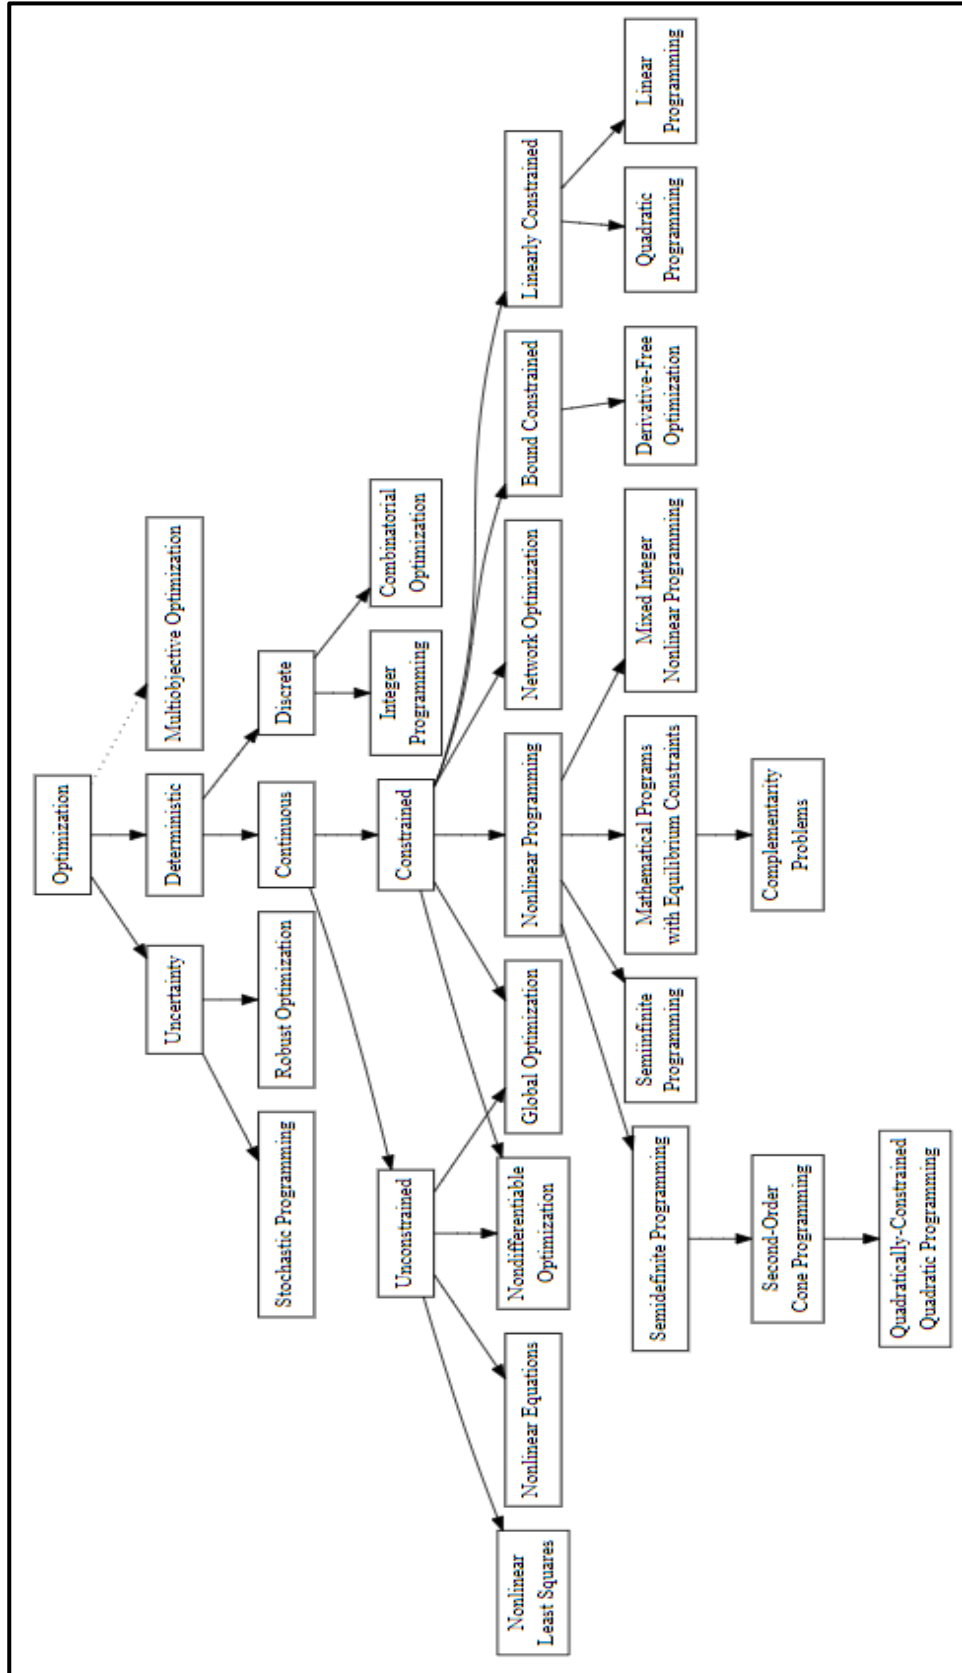 Optimization
Uncertainty
Deterministic
Multiobjective Optimization
Stochastic Programming
Robust Optimization
Continuous
Discrete
Unconstrained
Constrained
Integer
Programming
Combinatorial
Optimization
Nonlinear
Least Squares
Nonlinear Equations
Nondifferentiable
Optimization
Global Optimization
Nonlinear Programming
Network Optimization
Bound Constrained
Linearly Constrained
Semidefinite Programming
Semiinfinite
Programming
Mathematical Programs
with Equilibrium Constraints
Mixed Integer
Nonlinear Programming
Derivative-Free
Optimization
Quadratic
Programming
Linear
Programming
Second-Order
Cone Programming
Complementarity
Problems
Quadratically-Constrained
Quadratic Programming